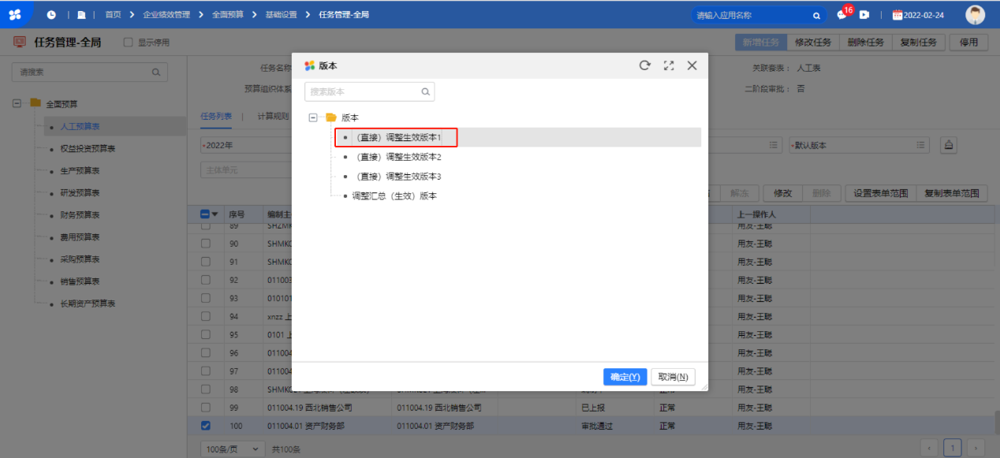 首页 企业绩效管理 全面预算 基础设置 任务管理-全局 请输入应用名称 16 2022-02-24
任务管理-全局 显示停用 新增任务 修改任务 删除任务 复制任务 停用
请搜索
全面预算
人工预算表
权益投资预算表
生产预算表
研发预算表
财务预算表
费用预算表
采购预算表
销售预算表
长期资产预算表
任务名称 关联套表： 人工表
预算组织体系 二阶段审批： 否
任务列表 计算规则
*2022年 *默认版本
主体单元
解冻 修改 删除 设置表单范围 复制表单范围
序号 编制主 上一操作人
89 SHZMK 用友-王聪
90 SHMKC 用友-王聪
91 SHMKC 用友-王聪
92 011003 用友-王聪
93 010101 用友-王聪
94 xnzz 上 用友-王聪
95 0101 上 用友-王聪
96 011004 用友-王聪
97 011004 用友-王聪
98 用友-王聪
99 011004.19 西北销售公司 011004.19 西北销售公司 已上报 正常 用友-王聪
100 011004.01 资产财务部 011004.01 资产财务部 审批通过 正常 用友-王聪
100条/页 共100条 1
版本
搜索版本
版本
（直接）调整生效版本1
（直接）调整生效版本2
（直接）调整生效版本3
调整汇总（生效）版本
确定(Y) 取消(N)